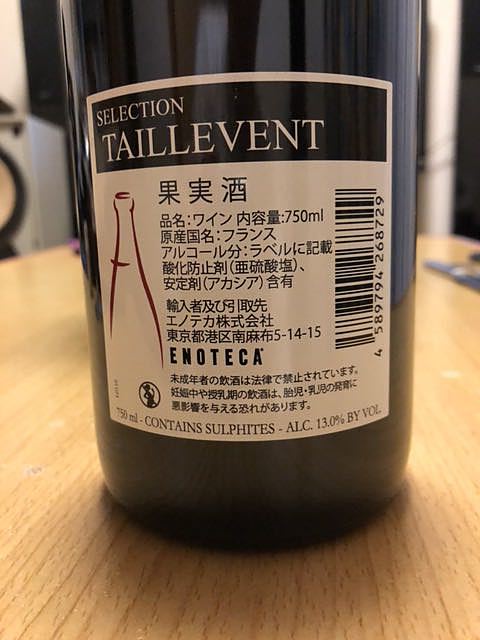 SELECTION
TAILLEVENT
果実酒
品名：ワイン 内容量:750ml
原産国名：フランス
アルコール分：ラベルに記載
酸化防止剤（亜硫酸塩）、
安定剤（アカシア）含有
輸入者及び引取先
エノテカ株式会社
東京都港区南麻布5-14-15
ENOTECA
未成年者の飲酒は法律で禁止されています。
妊娠中や授乳期の飲酒は、胎児・乳児の発育に
悪影響を与える恐れがあります。
750 ml - CONTAINS SULPHITES - ALC. 13.0% BY VOL.
4 589794 268729